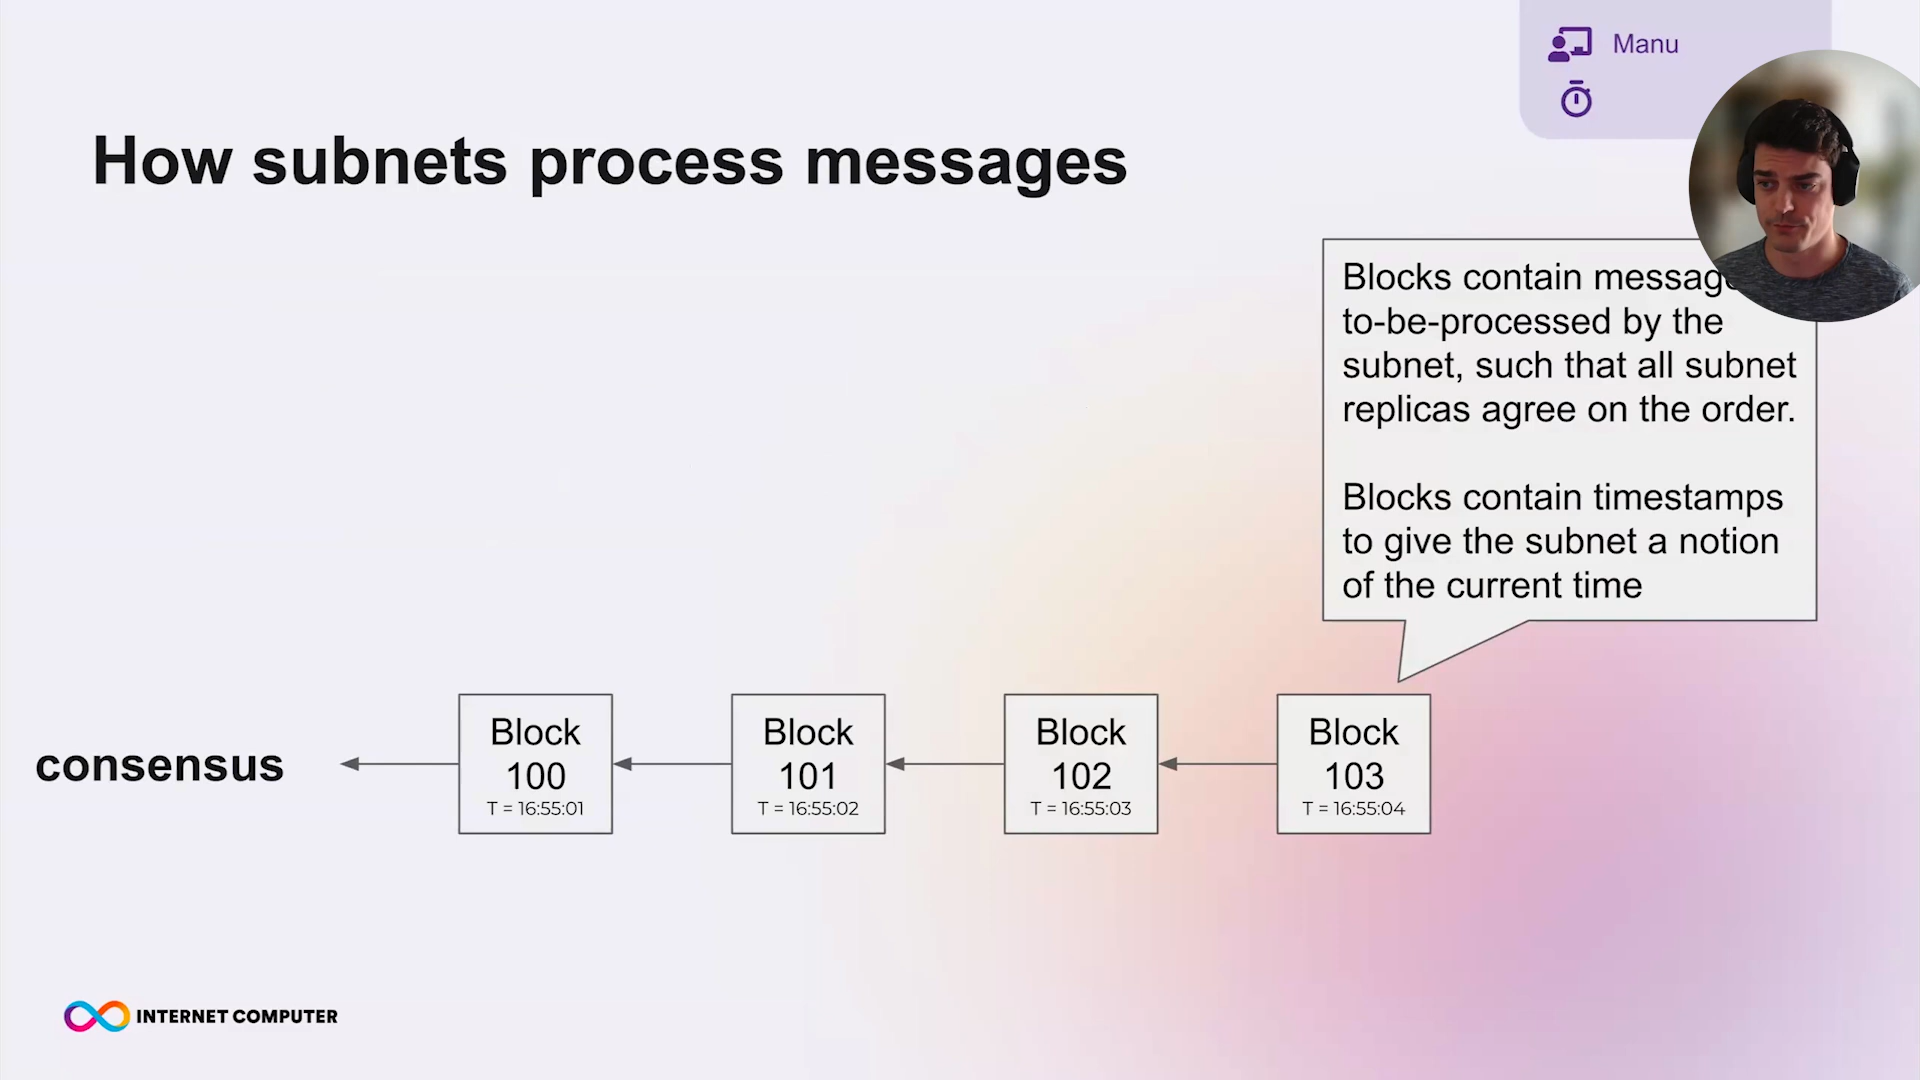 Manu
How subnets process messages
Blocks contain
to-be-processed by the
subnet, such that all subnet
replicas agree on the order.
Blocks contain timestamps
to give the subnet a notion
of the current time
consensus
Block
100
T = 16:55:01
Block
101
T = 16:55:02
Block
102
T = 16:55:03
Block
103
T = 16:55:04
INTERNET COMPUTER